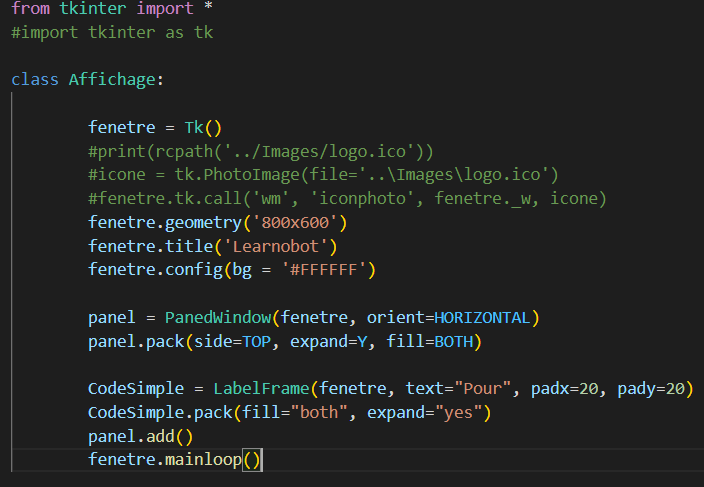 from tkinter import *
#import tkinter as tk
class Affichage:
fenetre = Tk()
#print(rcpath('../Images/logo.ico'))
#icone = tk.PhotoImage(file='..\Images\logo.ico')
#fenetre.tk.call('wm', 'iconphoto', fenetre._w, icone)
fenetre.geometry('800x600')
fenetre.title('Learnobot')
fenetre.config(bg = '#FFFFFF')
panel = PanedWindow(fenetre, orient=HORIZONTAL)
panel.pack(side=TOP, expand=Y, fill=BOTH)
CodeSimple = LabelFrame(fenetre, text="Pour", padx=20, pady=20)
CodeSimple.pack(fill="both", expand="yes")
panel.add()
fenetre.mainloop()